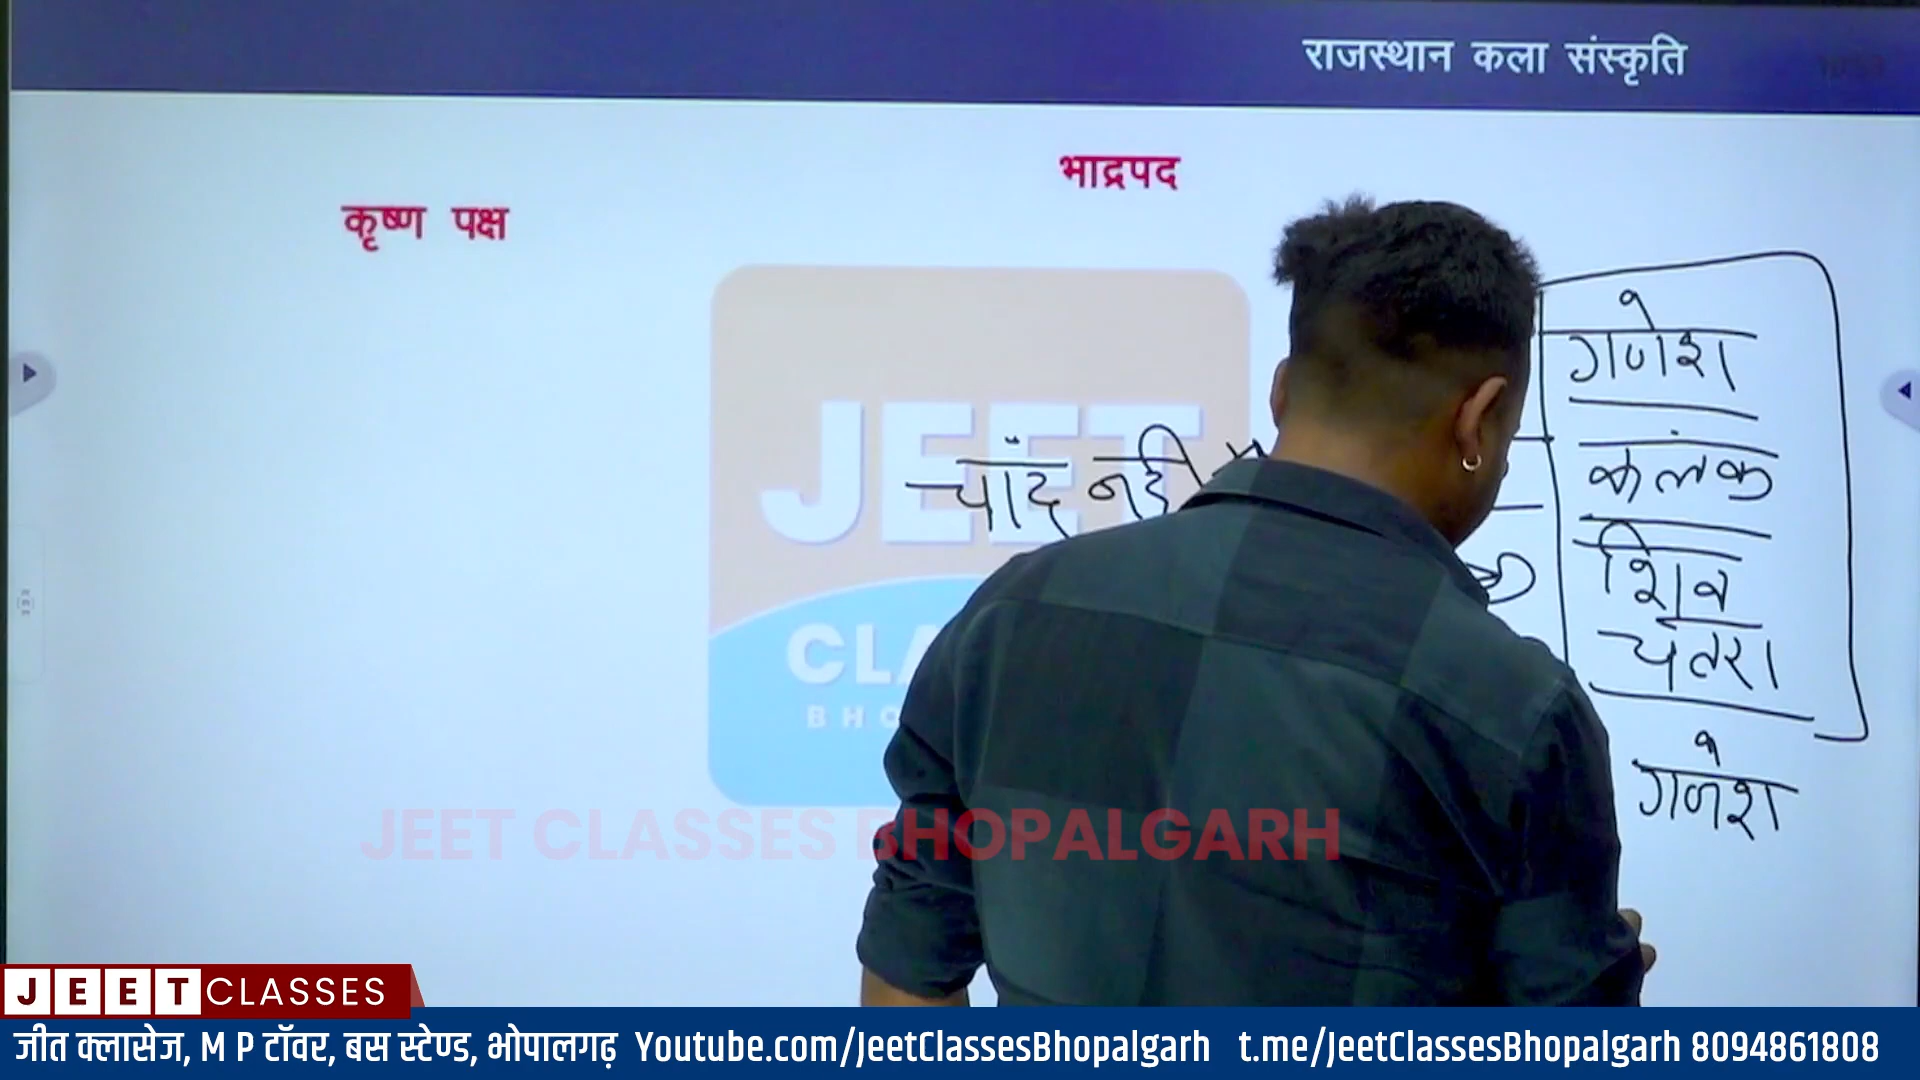 राजस्थान कला संस्कृति
भाद्रपद
कृष्ण पक्ष
गणेश
चाँद नही
कलंक
शिव
चतरा
गणेश
JEET
CLA
BHO
JEET CLASSES BHOPALGARH
JEET CLASSES
जीत क्लासेज, M P टॉवर, बस स्टेण्ड, भोपालगढ़ Youtube.com/JeetClassesBhopalgarh t.me/JeetClassesBhopalgarh 8094861808